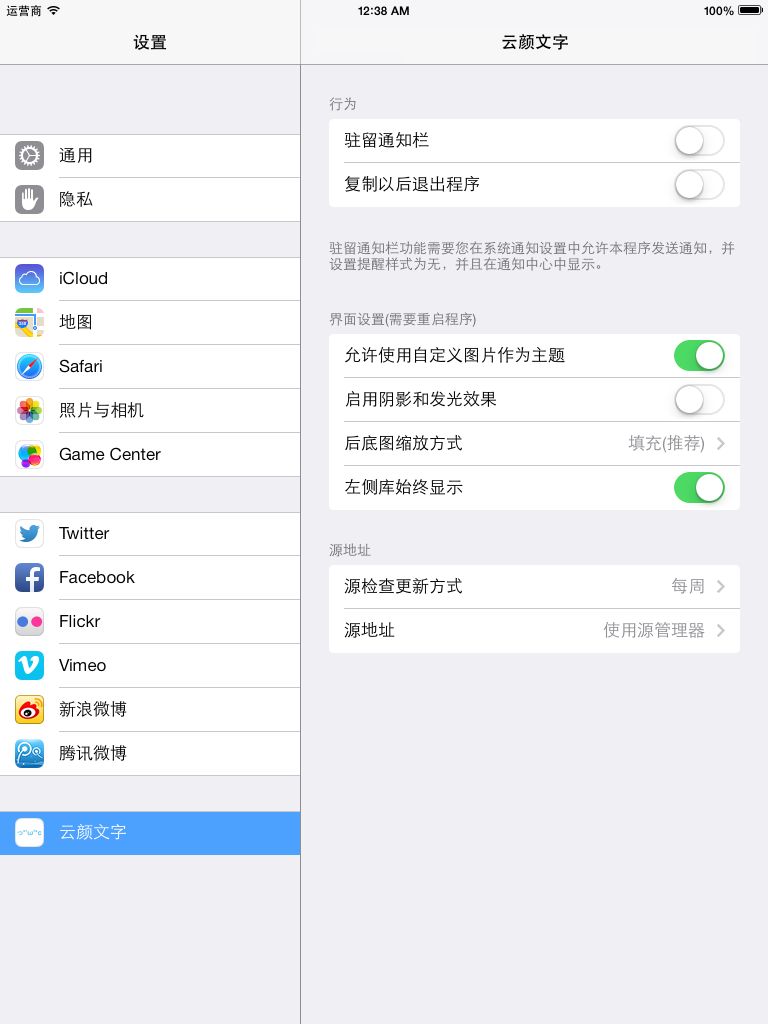 运营商
12:38 AM
100%
设置
通用
隐私
iCloud
地图
Safari
照片与相机
Game Center
Twitter
Facebook
Flickr
Vimeo
新浪微博
腾讯微博
云颜文字
云颜文字
行为
驻留通知栏
复制以后退出程序
驻留通知栏功能需要您在系统通知设置中允许本程序发送通知，并
设置提醒样式为无，并且在通知中心中显示。
界面设置(需要重启程序)
允许使用自定义图片作为主题
启用阴影和发光效果
后底图缩放方式 填充(推荐)
左侧库始终显示
源地址
源检查更新方式 每周
源地址 使用源管理器